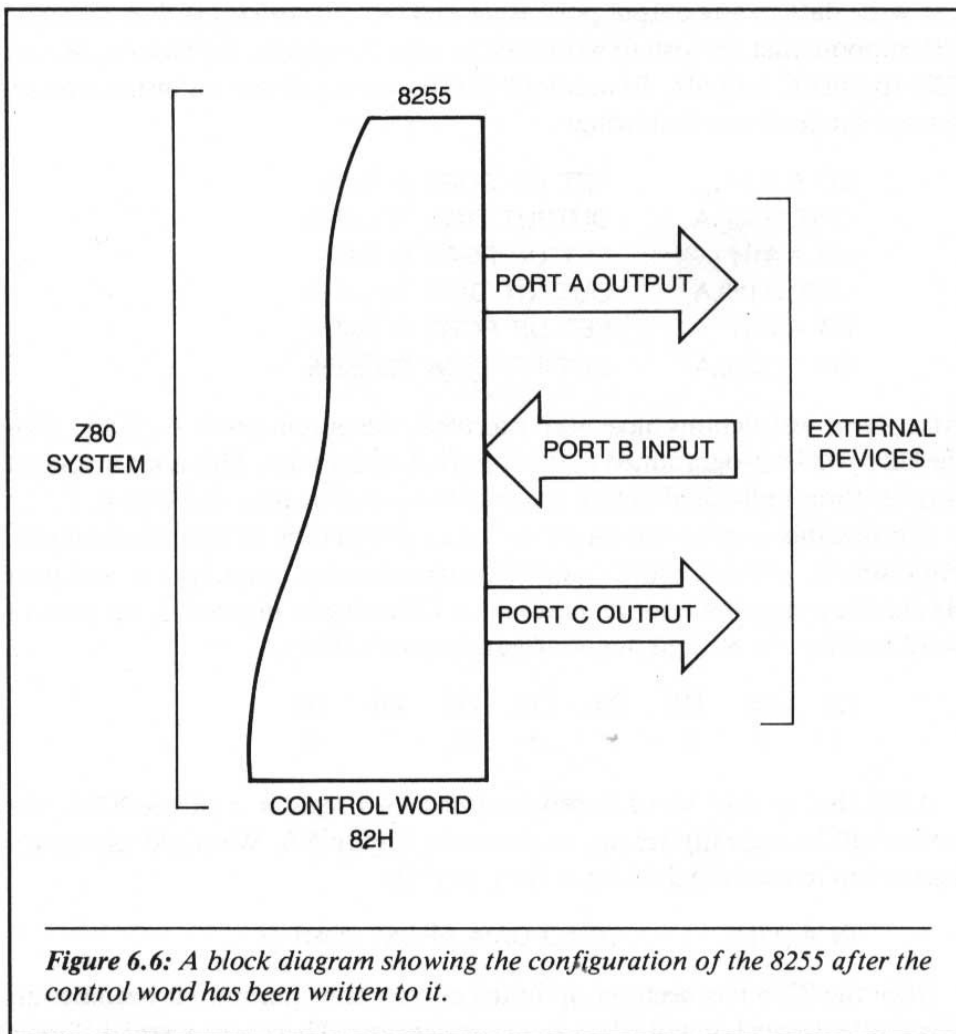 8255
PORT A OUTPUT
Z80
SYSTEM
PORT B INPUT
EXTERNAL
DEVICES
PORT C OUTPUT
CONTROL WORD
82H
Figure 6.6: A block diagram showing the configuration of the 8255 after the
control word has been written to it.